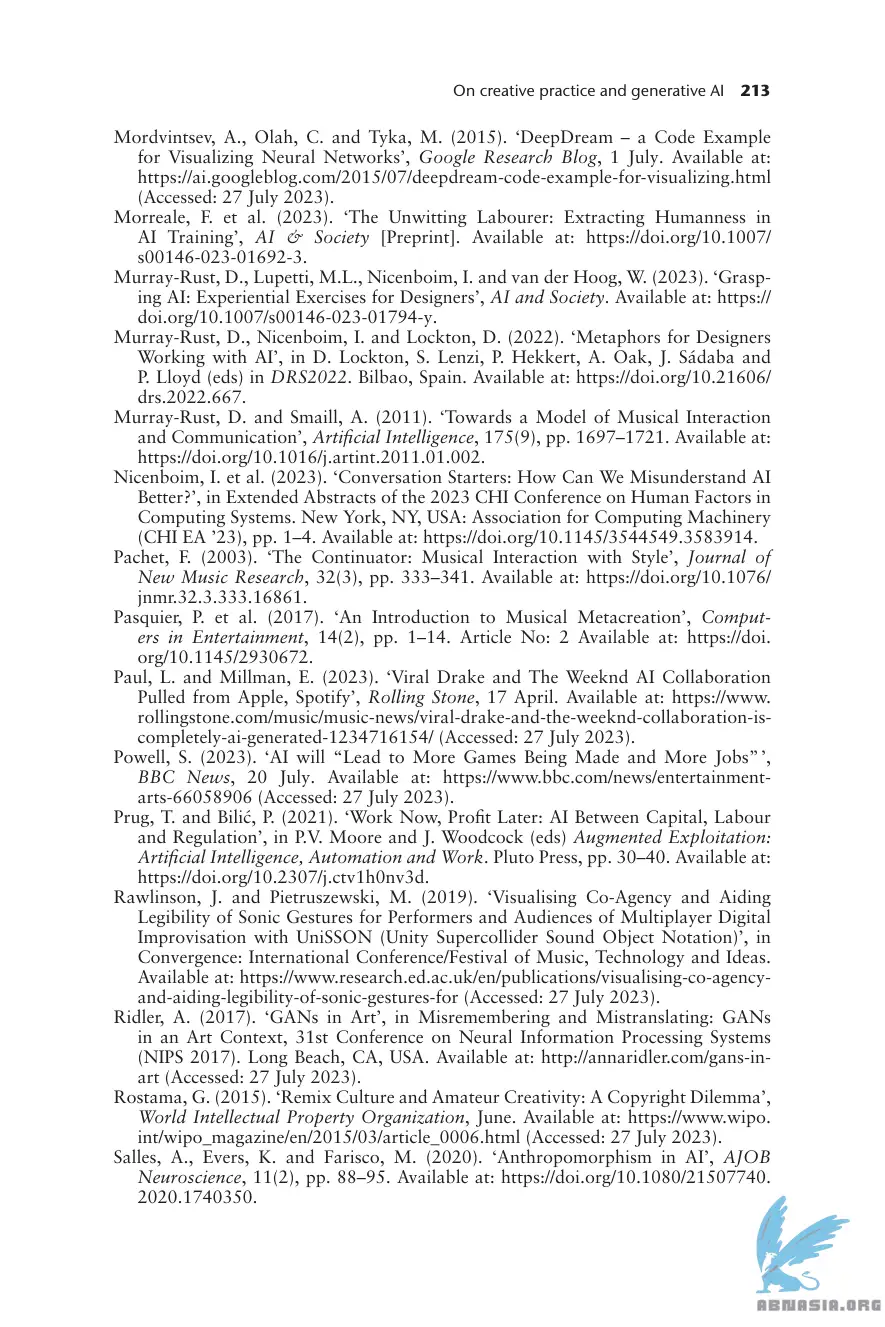 On creative practice and generative AI 213
Mordvintsev, A., Olah, C. and Tyka, M. (2015). ‘DeepDream – a Code Example
for Visualizing Neural Networks’, Google Research Blog, 1 July. Available at:
https://ai.googleblog.com/2015/07/deepdream-code-example-for-visualizing.html
(Accessed: 27 July 2023).
Morreale, F. et al. (2023). ‘The Unwitting Labourer: Extracting Humanness in
AI Training’, AI & Society [Preprint]. Available at: https://doi.org/10.1007/
s00146-023-01692-3.
Murray-Rust, D., Lupetti, M.L., Nicenboim, I. and van der Hoog, W. (2023). ‘Grasp-
ing AI: Experiential Exercises for Designers’, AI and Society. Available at: https://
doi.org/10.1007/s00146-023-01794-y.
Murray-Rust, D., Nicenboim, I. and Lockton, D. (2022). ‘Metaphors for Designers
Working with AI’, in D. Lockton, S. Lenzi, P. Hekkert, A. Oak, J. Sádaba and
P. Lloyd (eds) in DRS2022. Bilbao, Spain. Available at: https://doi.org/10.21606/
drs.2022.667.
Murray-Rust, D. and Smaill, A. (2011). ‘Towards a Model of Musical Interaction
and Communication’, Artificial Intelligence, 175(9), pp. 1697–1721. Available at:
https://doi.org/10.1016/j.artint.2011.01.002.
Nicenboim, I. et al. (2023). ‘Conversation Starters: How Can We Misunderstand AI
Better?’, in Extended Abstracts of the 2023 CHI Conference on Human Factors in
Computing Systems. New York, NY, USA: Association for Computing Machinery
(CHI EA ’23), pp. 1–4. Available at: https://doi.org/10.1145/3544549.3583914.
Pachet, F. (2003). ‘The Continuator: Musical Interaction with Style’, Journal of
New Music Research, 32(3), pp. 333–341. Available at: https://doi.org/10.1076/
jnmr.32.3.333.16861.
Pasquier, P. et al. (2017). ‘An Introduction to Musical Metacreation’, Comput-
ers in Entertainment, 14(2), pp. 1–14. Article No: 2 Available at: https://doi.
org/10.1145/2930672.
Paul, L. and Millman, E. (2023). ‘Viral Drake and The Weeknd AI Collaboration
Pulled from Apple, Spotify’, Rolling Stone, 17 April. Available at: https://www.
rollingstone.com/music/music-news/viral-drake-and-the-weeknd-collaboration-is-
completely-ai-generated-1234716154/ (Accessed: 27 July 2023).
Powell, S. (2023). ‘AI will “Lead to More Games Being Made and More Jobs” ’,
BBC News, 20 July. Available at: https://www.bbc.com/news/entertainment-
arts-66058906 (Accessed: 27 July 2023).
Prug, T. and Bilić, P. (2021). ‘Work Now, Profit Later: AI Between Capital, Labour
and Regulation’, in P.V. Moore and J. Woodcock (eds) Augmented Exploitation:
Artificial Intelligence, Automation and Work. Pluto Press, pp. 30–40. Available at:
https://doi.org/10.2307/j.ctv1h0nv3d.
Rawlinson, J. and Pietruszewski, M. (2019). ‘Visualising Co-Agency and Aiding
Legibility of Sonic Gestures for Performers and Audiences of Multiplayer Digital
Improvisation with UniSSON (Unity Supercollider Sound Object Notation)’, in
Convergence: International Conference/Festival of Music, Technology and Ideas.
Available at: https://www.research.ed.ac.uk/en/publications/visualising-co-agency-
and-aiding-legibility-of-sonic-gestures-for (Accessed: 27 July 2023).
Ridler, A. (2017). ‘GANs in Art’, in Misremembering and Mistranslating: GANs
in an Art Context, 31st Conference on Neural Information Processing Systems
(NIPS 2017). Long Beach, CA, USA. Available at: http://annaridler.com/gans-in-
art (Accessed: 27 July 2023).
Rostama, G. (2015). ‘Remix Culture and Amateur Creativity: A Copyright Dilemma’,
World Intellectual Property Organization, June. Available at: https://www.wipo.
int/wipo_magazine/en/2015/03/article_0006.html (Accessed: 27 July 2023).
Salles, A., Evers, K. and Farisco, M. (2020). ‘Anthropomorphism in AI’, AJOB
Neuroscience, 11(2), pp. 88–95. Available at: https://doi.org/10.1080/21507740.
2020.1740350.
ABNASIA.ORG